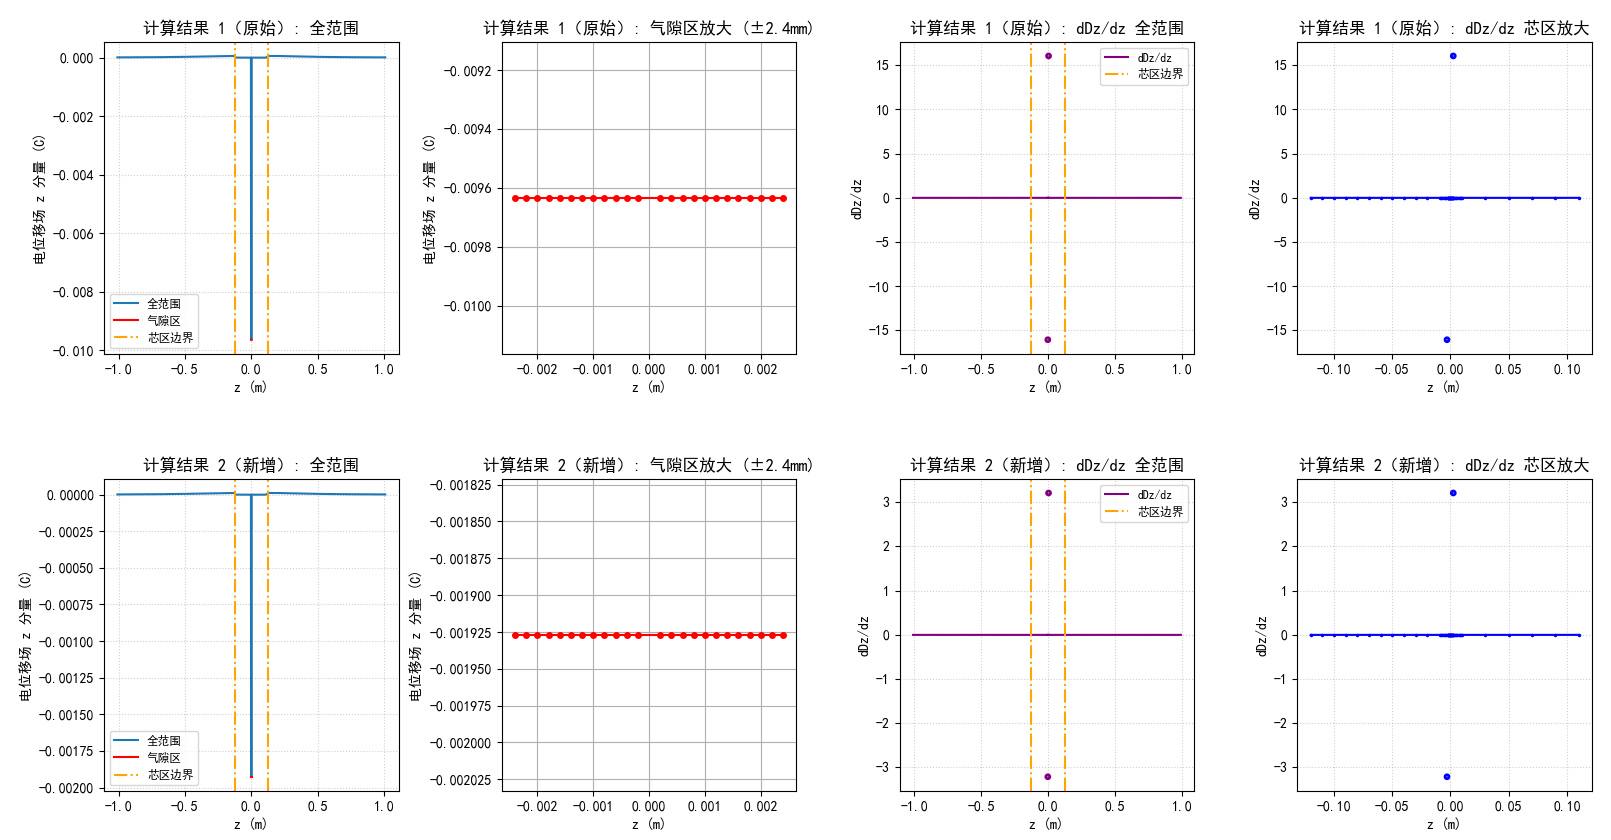 计算结果 1（原始）: 全范围
0.000
−0.002
−0.004
−0.006
−0.008
−0.010
电位移场 z 分量 (C)
全范围
气隙区
芯区边界
−1.0 −0.5 0.0 0.5 1.0
z (m)
计算结果 1（原始）: 气隙区放大 (±2.4mm)
−0.0092
−0.0094
−0.0096
−0.0098
−0.0100
电位移场 z 分量 (C)
−0.002 −0.001 0.000 0.001 0.002
z (m)
计算结果 1（原始）: dDz/dz 全范围
15
10
5
0
−5
−10
−15
dDz/dz
dDz/dz
芯区边界
−1.0 −0.5 0.0 0.5 1.0
z (m)
计算结果 1（原始）: dDz/dz 芯区放大
15
10
5
0
−5
−10
−15
dDz/dz
−0.10 −0.05 0.00 0.05 0.10
z (m)
计算结果 2（新增）: 全范围
0.00000
−0.00025
−0.00050
−0.00075
−0.00100
−0.00125
−0.00150
−0.00175
−0.00200
电位移场 z 分量 (C)
全范围
气隙区
芯区边界
−1.0 −0.5 0.0 0.5 1.0
z (m)
计算结果 2（新增）: 气隙区放大 (±2.4mm)
−0.001825
−0.001850
−0.001875
−0.001900
−0.001925
−0.001950
−0.001975
−0.002000
−0.002025
电位移场 z 分量 (C)
−0.002 −0.001 0.000 0.001 0.002
z (m)
计算结果 2（新增）: dDz/dz 全范围
3
2
1
0
−1
−2
−3
dDz/dz
dDz/dz
芯区边界
−1.0 −0.5 0.0 0.5 1.0
z (m)
计算结果 2（新增）: dDz/dz 芯区放大
3
2
1
0
−1
−2
−3
dDz/dz
−0.10 −0.05 0.00 0.05 0.10
z (m)